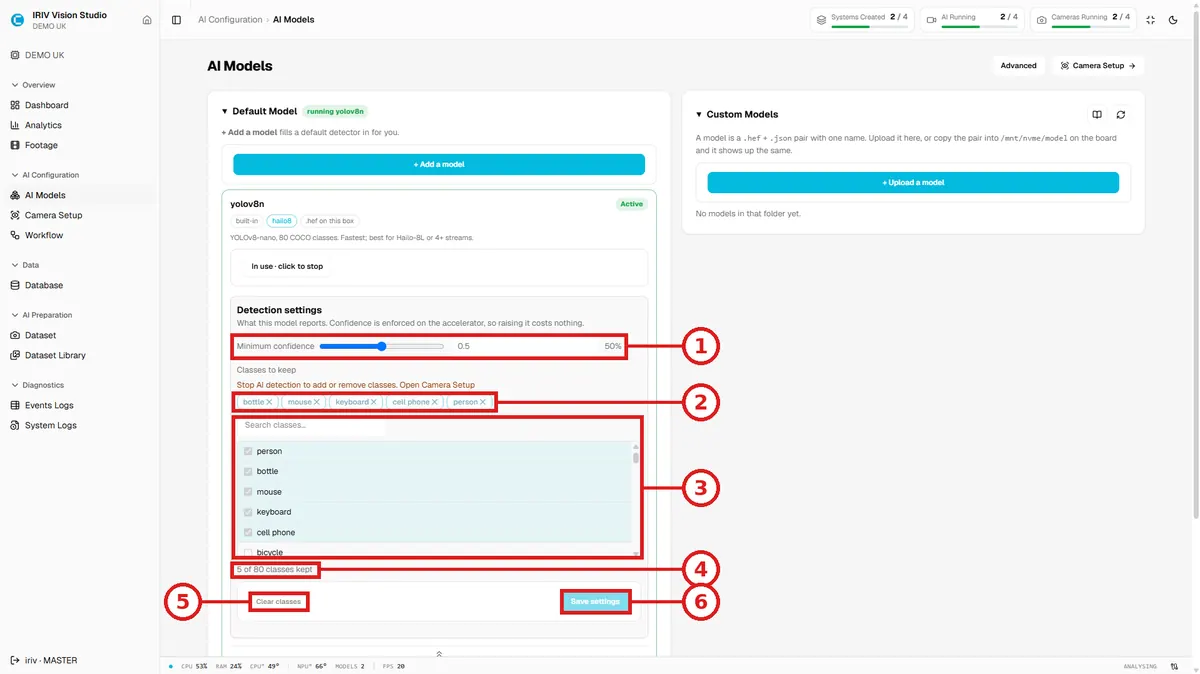 IRIV Vision Studio
DEMO UK
DEMO UK
Overview
Dashboard
Analytics
Footage
AI Configuration
AI Models
Camera Setup
Workflow
Data
Database
AI Preparation
Dataset
Dataset Library
Diagnostics
Events Logs
System Logs
iriv · MASTER
AI Configuration › AI Models
Systems Created 2 / 4
AI Running 2 / 4
Cameras Running 2 / 4
AI Models
Advanced
Camera Setup →
▼ Default Model running yolov8n
+ Add a model fills a default detector in for you.
+ Add a model
yolov8n Active
built-in hailo8 .hef on this box
YOLOv8-nano, 80 COCO classes. Fastest; best for Hailo-8L or 4+ streams.
In use · click to stop
Detection settings
What this model reports. Confidence is enforced on the accelerator, so raising it costs nothing.
Minimum confidence 0.5 50%
1
Classes to keep
Stop AI detection to add or remove classes. Open Camera Setup
bottle × mouse × keyboard × cell phone × person ×
2
Search classes...
person
bottle
mouse
keyboard
cell phone
bicycle
3
5 of 80 classes kept
4
5
Clear classes
Save settings
6
▼ Custom Models
A model is a .hef + .json pair with one name. Upload it here, or copy the pair into /mnt/nvme/model on the board
and it shows up the same.
+ Upload a model
No models in that folder yet.
CPU 53% RAM 24% CPU° 49° NPU° 66° MODELS 2 FPS 20
ANALYSING